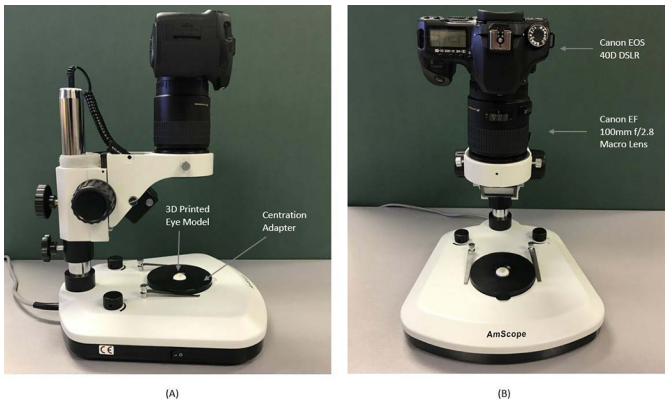 3D Printed
Eye Model
Centration
Adapter
CE
(A)
Canon EOS
40D DSLR
Canon EF
100mm f/2.8
Macro Lens
AmScope
(B)